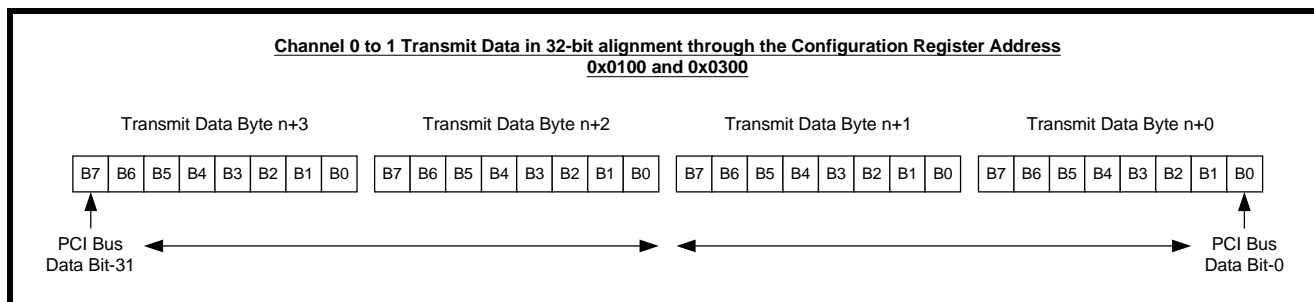 Channel 0 to 1 Transmit Data in 32-bit alignment through the Configuration Register Address
0x0100 and 0x0300
Transmit Data Byte n+3 Transmit Data Byte n+2 Transmit Data Byte n+1 Transmit Data Byte n+0
B7 B6 B5 B4 B3 B2 B1 B0 B7 B6 B5 B4 B3 B2 B1 B0 B7 B6 B5 B4 B3 B2 B1 B0 B7 B6 B5 B4 B3 B2 B1 B0
PCI Bus
Data Bit-31
PCI Bus
Data Bit-0